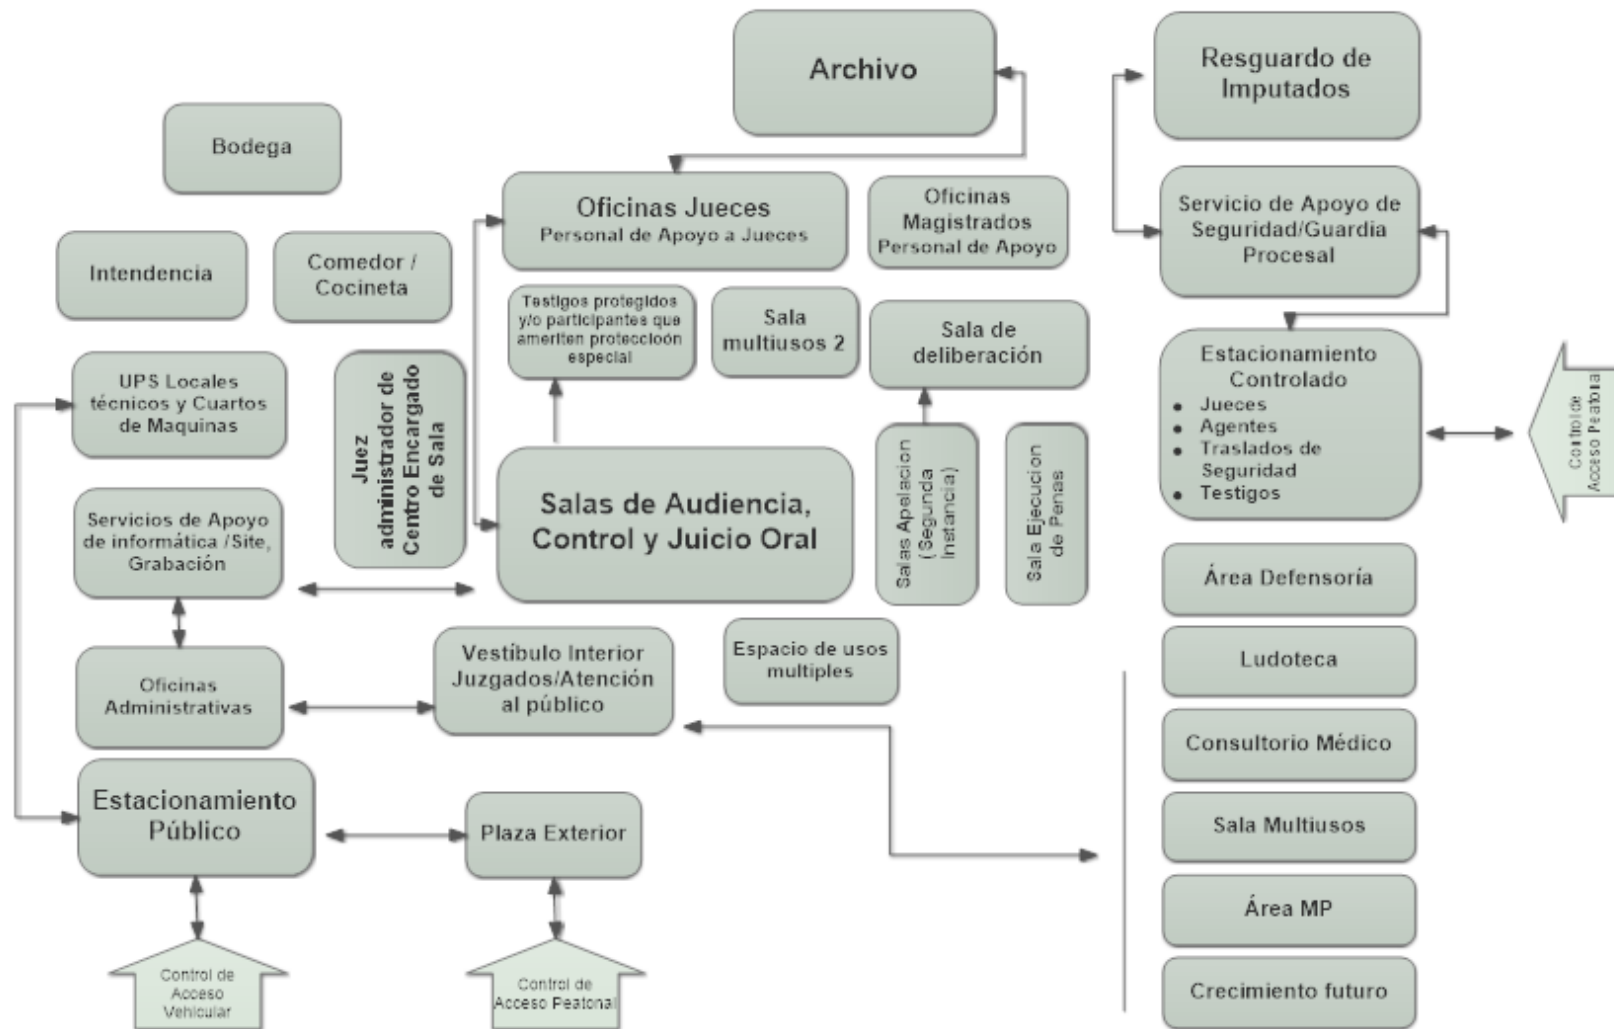 Archivo
Resguardo de
Imputados
Bodega
Oficinas Jueces
Personal de Apoyo a Jueces
Oficinas
Magistrados
Personal de Apoyo
Servicio de Apoyo de
Seguridad/Guardia
Procesal
Intendencia
Comedor /
Cocineta
Testigos protegidos
y/o participantes que
ameriten proteccioón
especial
Sala
multiusos 2
Sala de
deliberación
UPS Locales
técnicos y Cuartos
de Maquinas
Juez
administrador de
Centro Encargado
de Sala
Estacionamiento
Controlado
• Jueces
• Agentes
• Traslados de
Seguridad
• Testigos
Control de
Acceso Peatona
Salas de Audiencia,
Control y Juicio Oral
Salas Apelacion
(Segunda
Instancia)
Sala Ejecucion
de Penas
Servicios de Apoyo
de informática /Site,
Grabación
Área Defensoría
Oficinas
Administrativas
Vestíbulo Interior
Juzgados/Atención
al público
Espacio de usos
multiples
Ludoteca
Consultorio Médico
Estacionamiento
Público
Plaza Exterior
Sala Multiusos
Área MP
Control de
Acceso
Vehicular
Control de
Acceso Peatonal
Crecimiento futuro